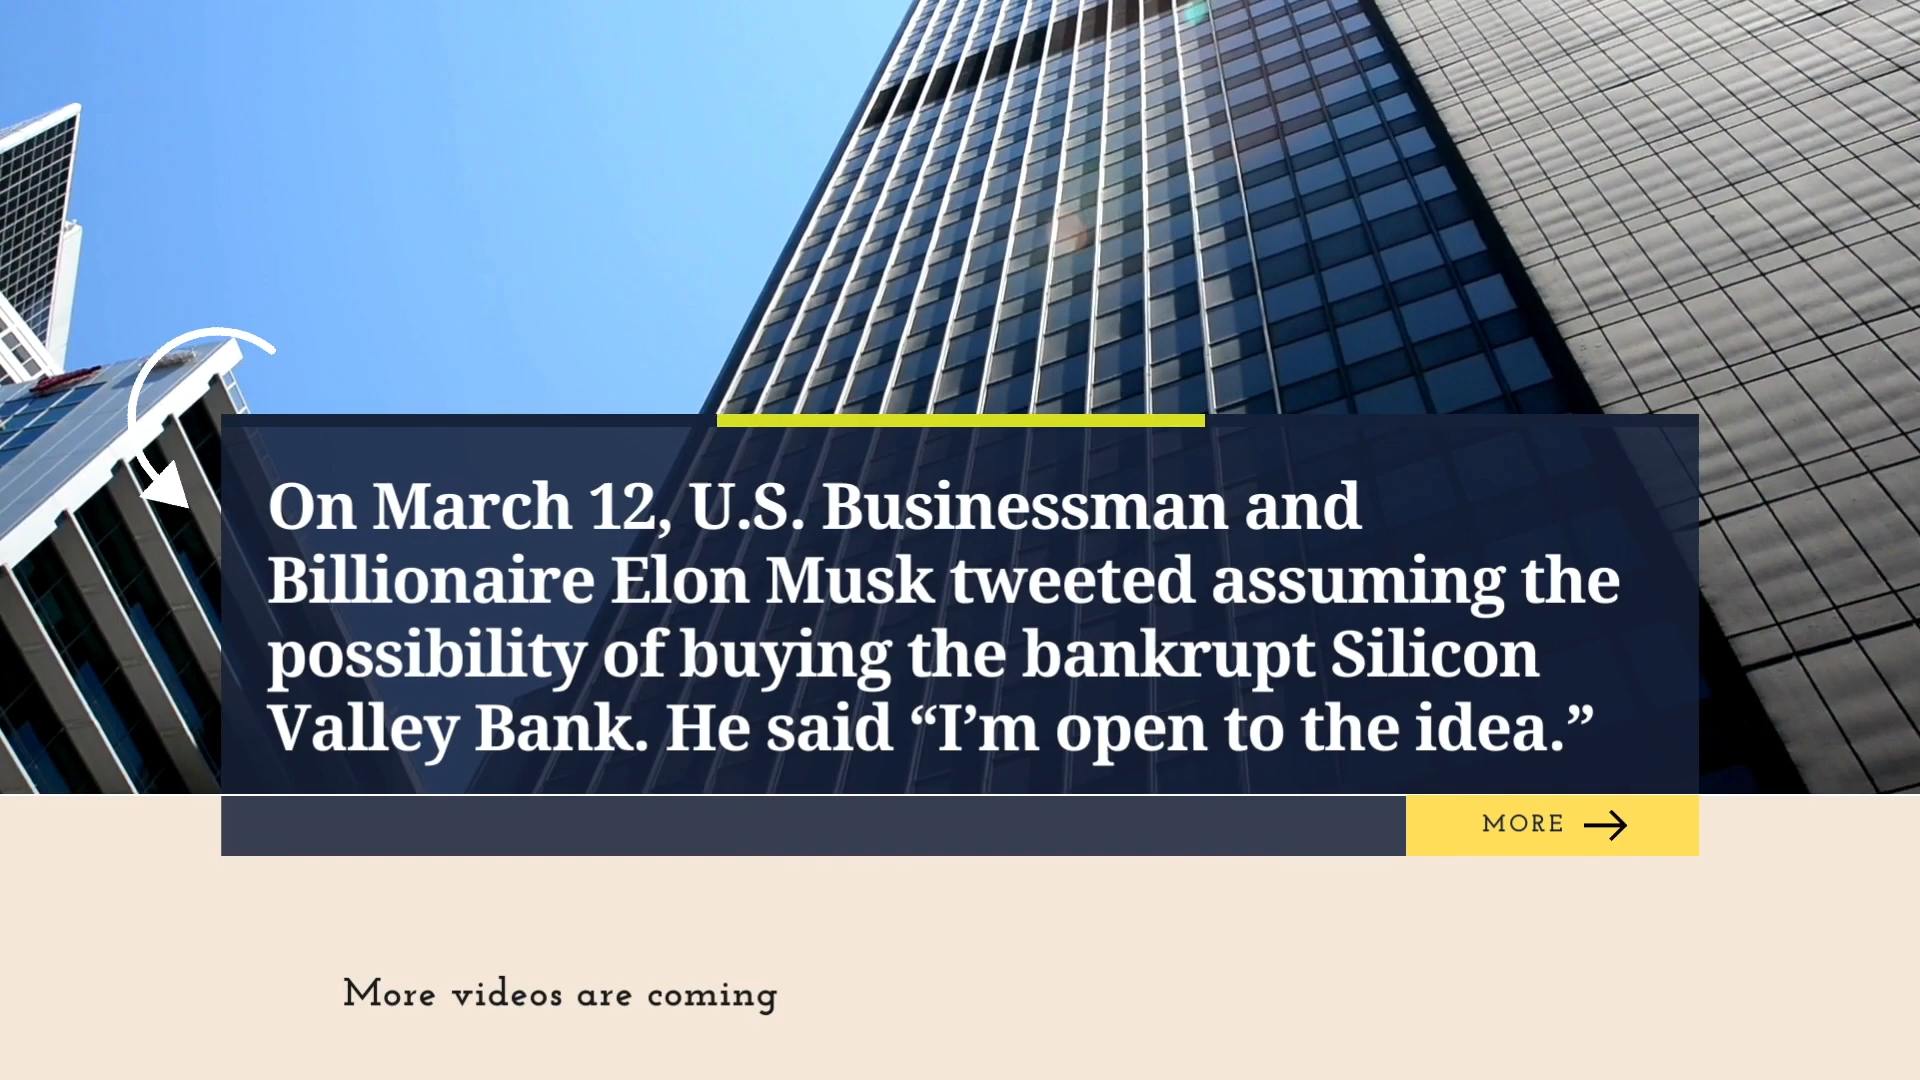 On March 12, U.S. Businessman and
Billionaire Elon Musk tweeted assuming the
possibility of buying the bankrupt Silicon
Valley Bank. He said “I’m open to the idea.”
MORE
More videos are coming